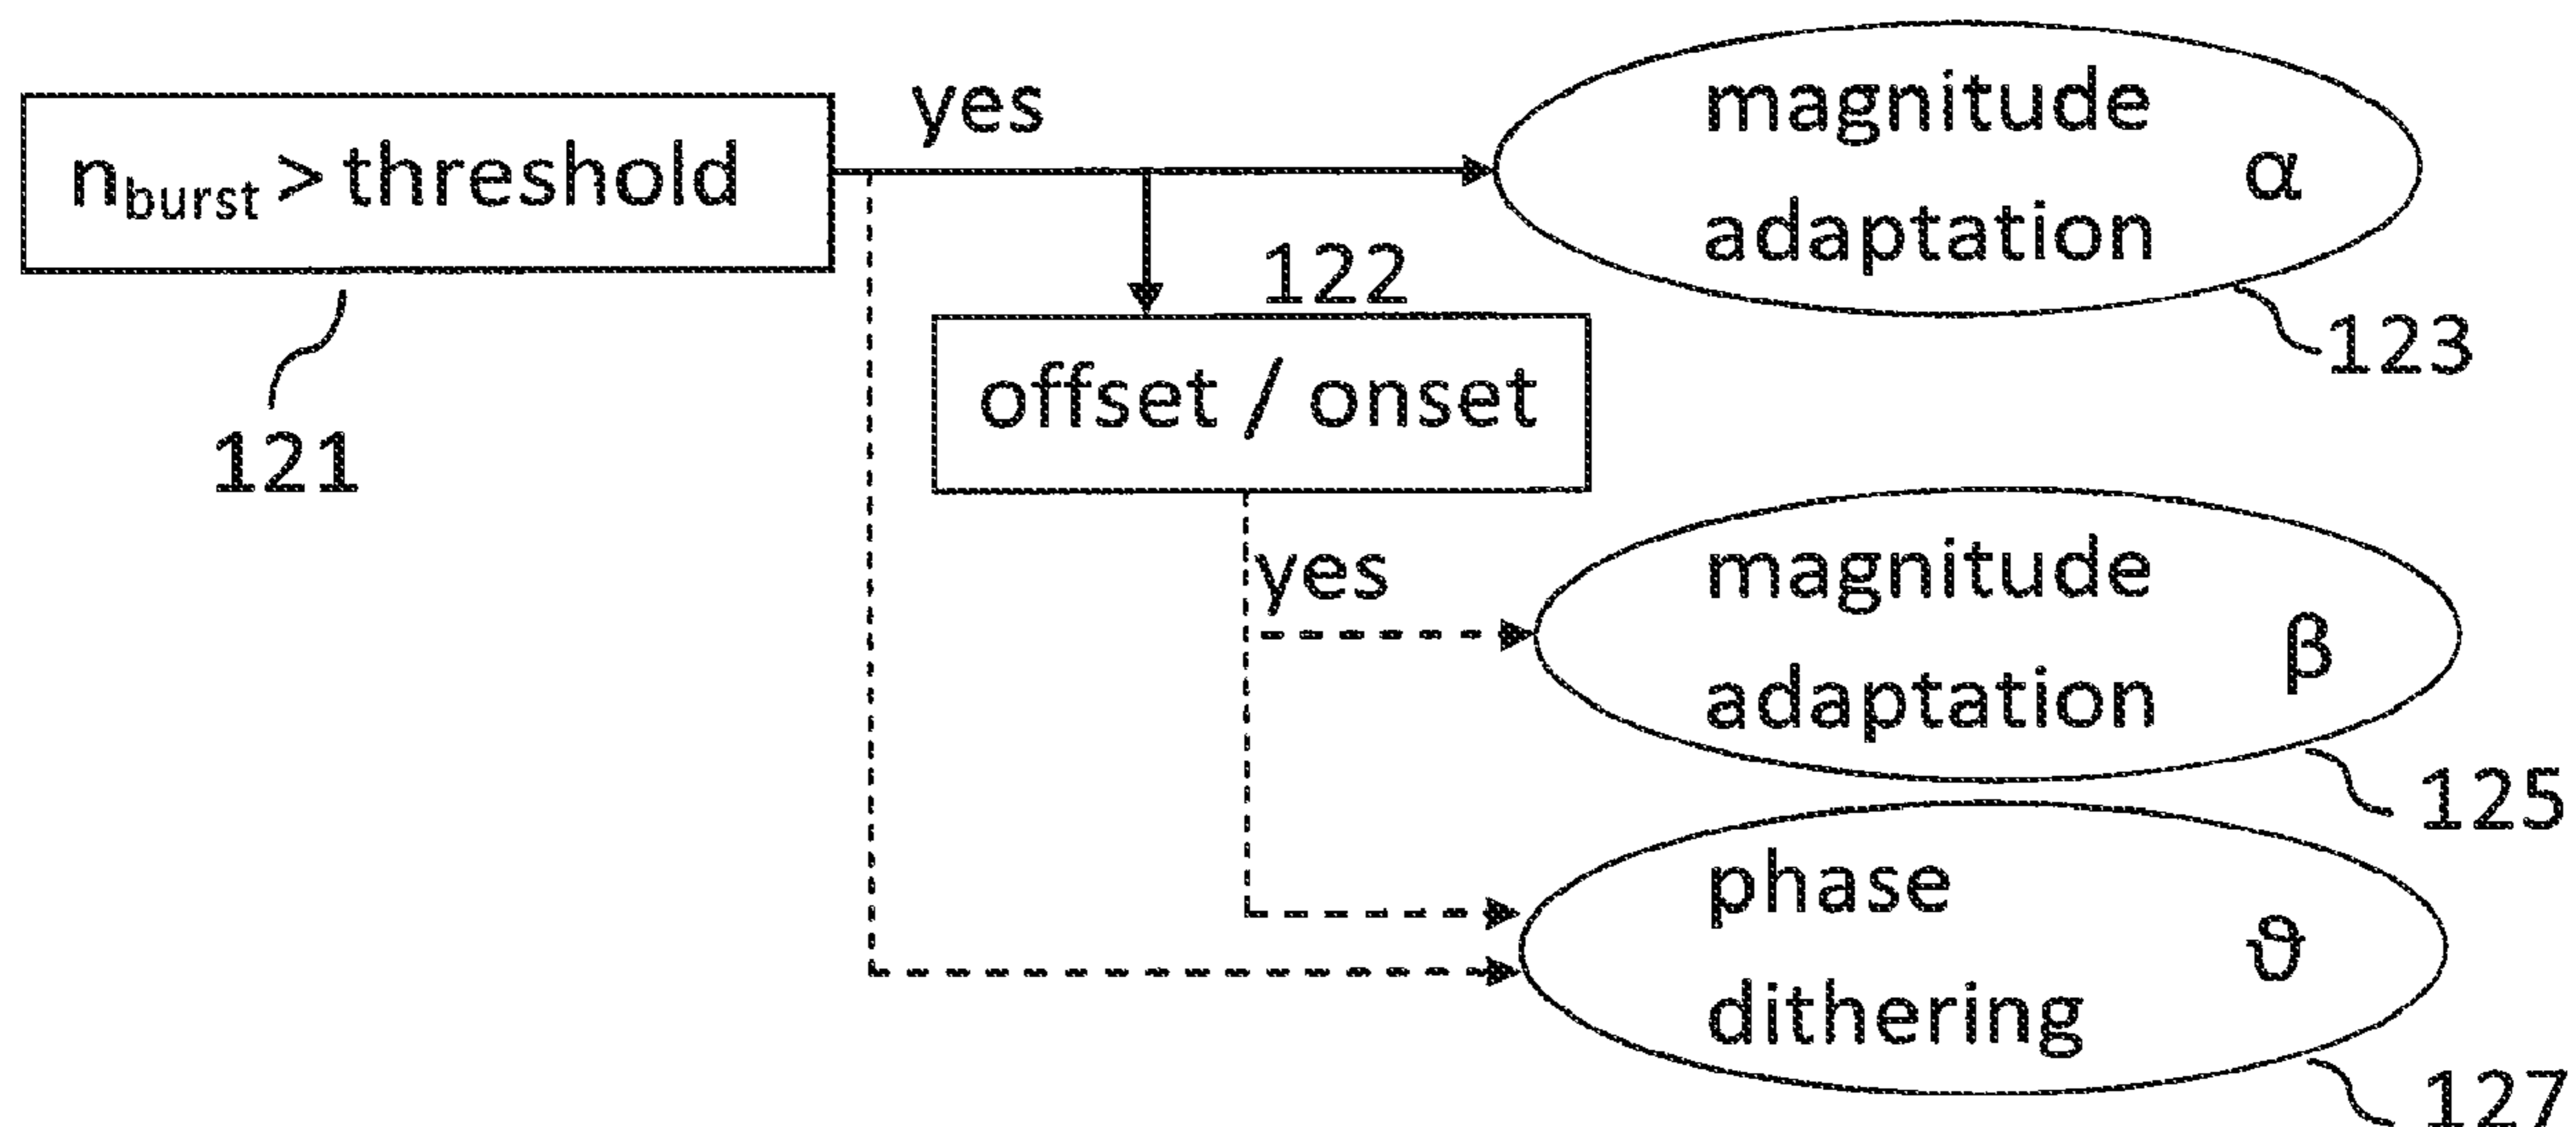 yes
n_burst > threshold
magnitude
adaptation α
122
123
offset / onset
121
yes
magnitude
adaptation β
125
phase
dithering ϑ
127